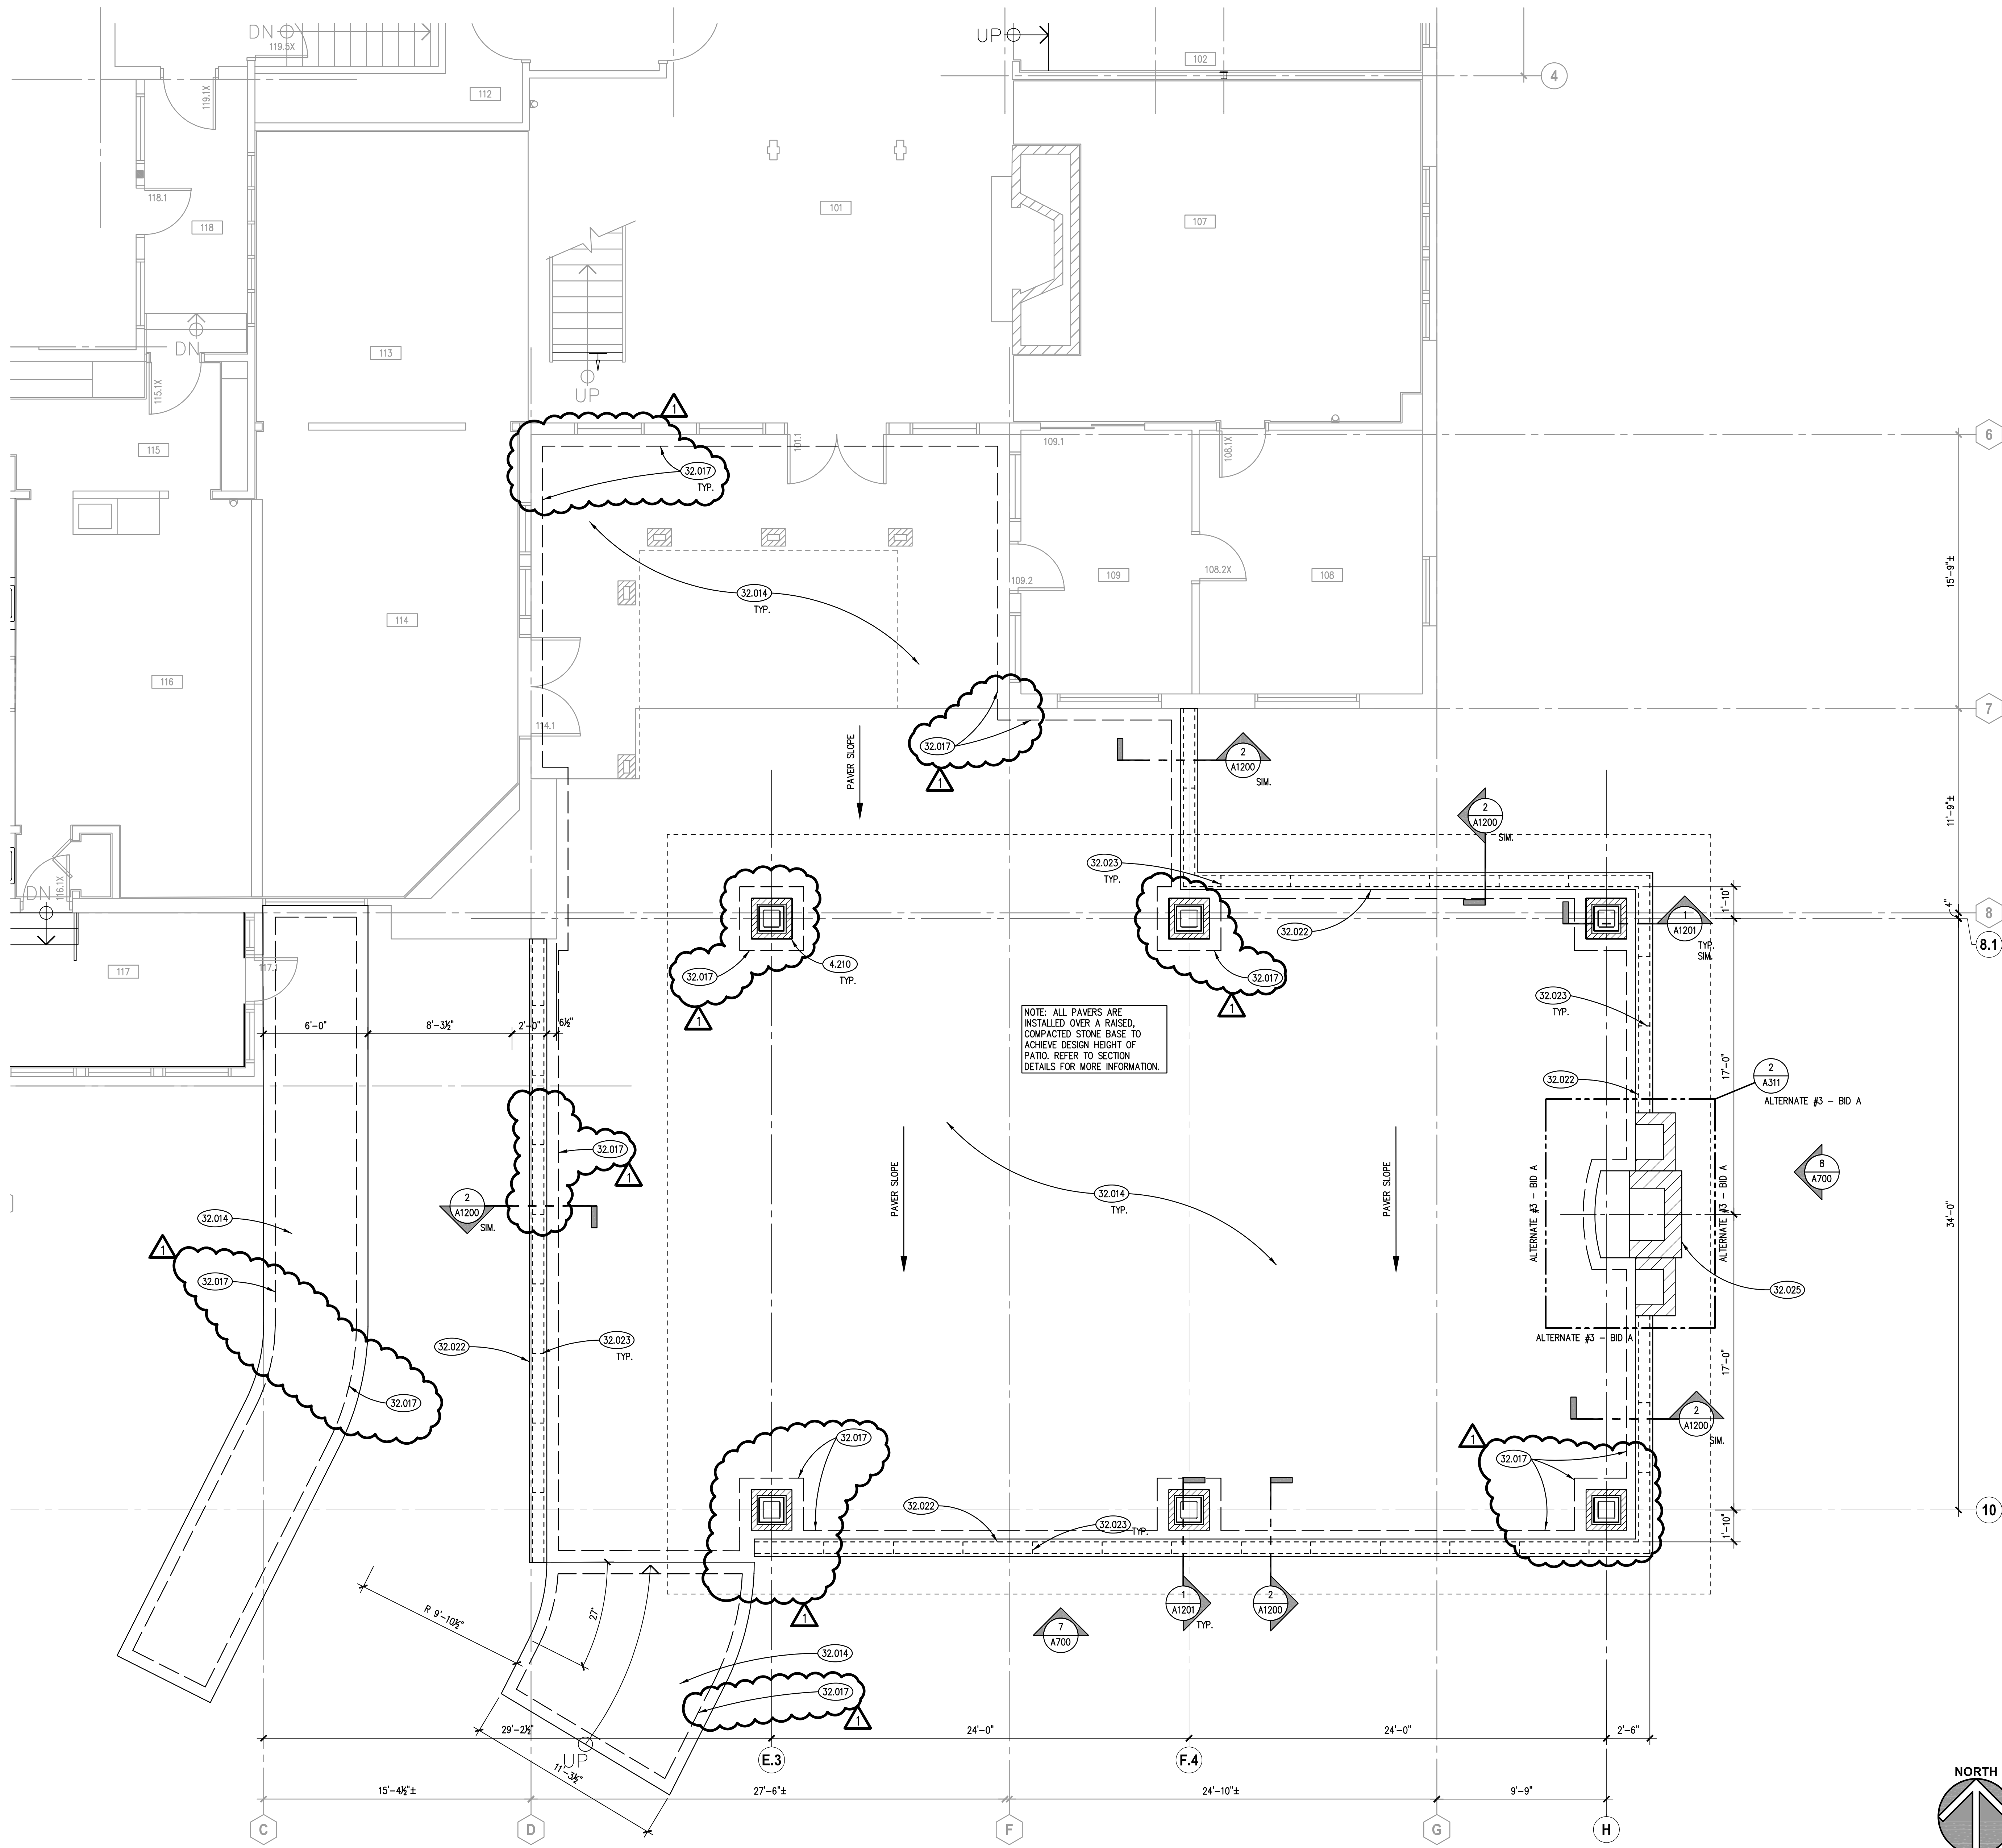 DN
119.5X
UP
102
4
112
119.1X
118.1
118
101
107
DN
113
UP
115.1X
115
1
101.1
109.1
108.1X
6
32.017
TYP.
15'-9"±
32.014
TYP.
109.2
109
108.2X
108
114
116
114.1
7
32.017
1
PAVER SLOPE
2
A1200
SIM.
2
A1200
SIM.
11'-9"±
32.023
TYP.
DN
116.1X
1'-10"
4"
8
8.1
32.022
1
A1201
TYP.
SIM.
117
117.1
32.017
4.210
TYP.
32.017
1
1
32.023
TYP.
NOTE: ALL PAVERS ARE
INSTALLED OVER A RAISED,
COMPACTED STONE BASE TO
ACHIEVE DESIGN HEIGHT OF
PATIO. REFER TO SECTION
DETAILS FOR MORE INFORMATION.
6'-0"
8'-3½"
2'-0"
6½"
17'-0"
32.022
2
A311
ALTERNATE #3 - BID A
32.017
1
PAVER SLOPE
32.014
TYP.
PAVER SLOPE
ALTERNATE #3 - BID A
ALTERNATE #3 - BID A
8
A700
2
A1200
SIM.
32.014
34'-0"
1
32.017
32.025
32.022
32.023
TYP.
ALTERNATE #3 - BID A
17'-0"
32.017
2
A1200
SIM.
32.017
1
32.017
32.022
32.023
TYP.
10
1'-10"
R 9'-10½"
27°
1
1
A1201
TYP.
2
A1200
7
A700
32.014
32.017
1
29'-2½"
24'-0"
24'-0"
2'-6"
UP
11'-3½"
E.3
F.4
NORTH
15'-4½"±
27'-6"±
24'-10"±
9'-9"
C
D
F
G
H